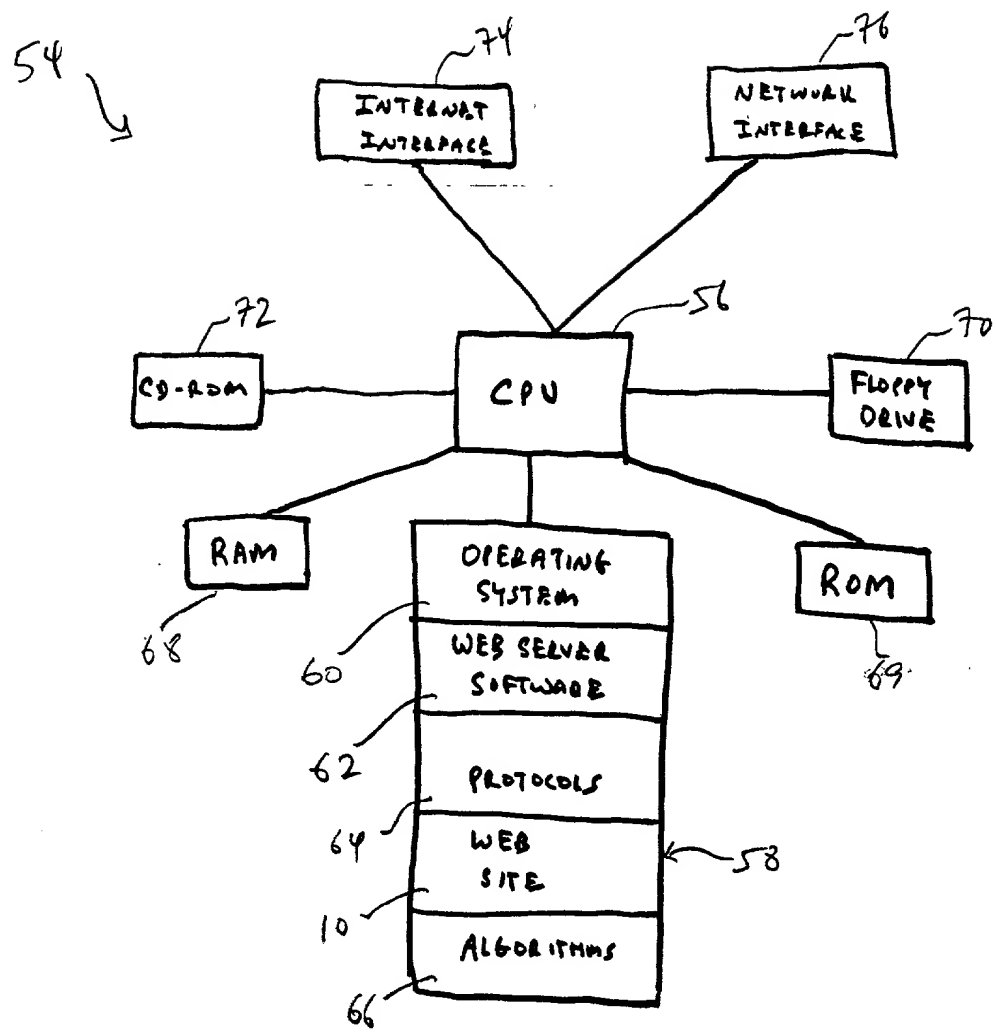 54
74
76
INTERNET
INTERFACE
NETWORK
INTERFACE
72
56
70
CD-ROM
CPU
FLOPPY
DRIVE
RAM
OPERATING
SYSTEM
ROM
68
60
WEB SERVER
SOFTWARE
69
62
PROTOCOLS
64
WEB
SITE
58
10
ALGORITHMS
66